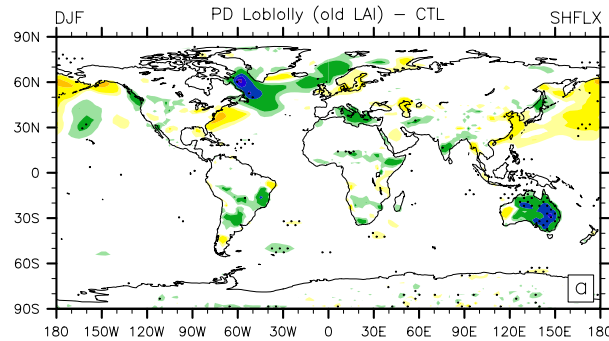 DJF PD Loblolly (old LAI) – CTL SHFLX
90N
60N
30N
0
30S
60S
90S
a
180 150W 120W 90W 60W 30W 0 30E 60E 90E 120E 150E 180